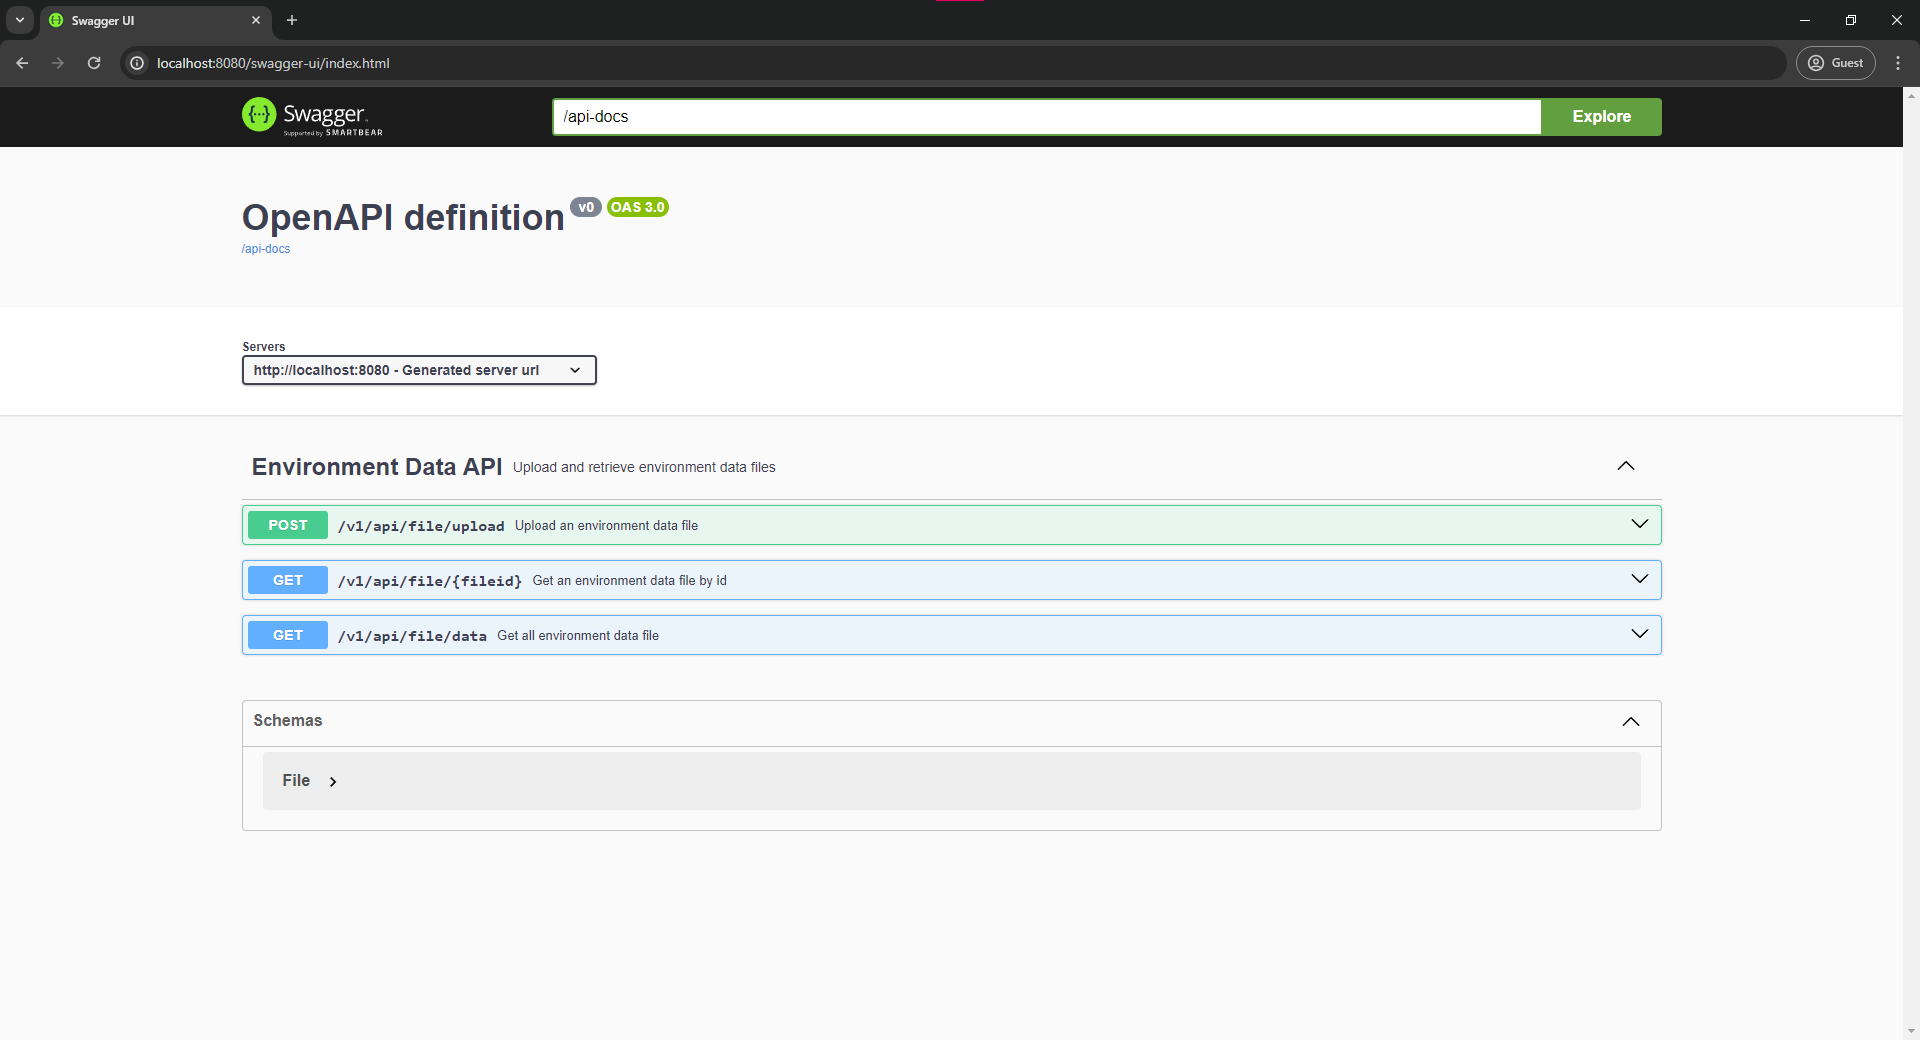 Swagger UI
localhost:8080/swagger-ui/index.html
Guest
Swagger
Supported by SMARTBEAR
/api-docs
Explore
OpenAPI definition v0 OAS 3.0
/api-docs
Servers
http://localhost:8080 - Generated server url
Environment Data API Upload and retrieve environment data files
POST /v1/api/file/upload Upload an environment data file
GET /v1/api/file/{fileid} Get an environment data file by id
GET /v1/api/file/data Get all environment data file
Schemas
File